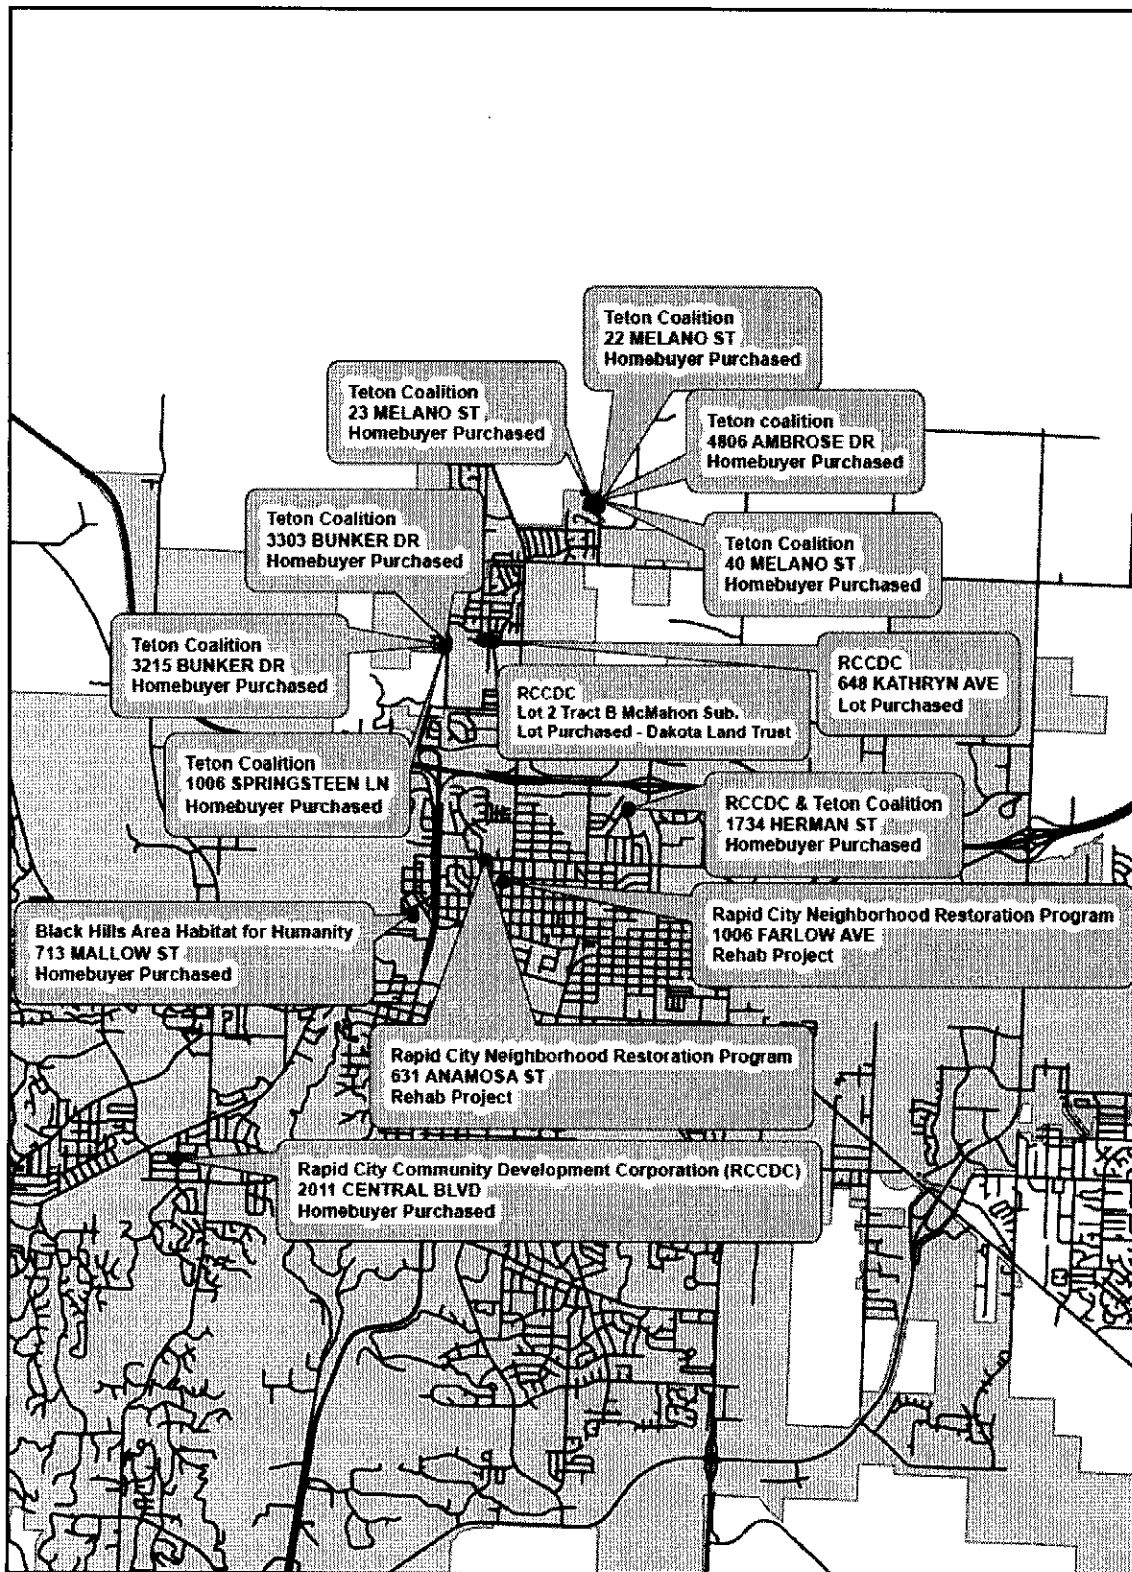 Teton Coalition
22 MELANO ST
Homebuyer Purchased
Teton Coalition
23 MELANO ST
Homebuyer Purchased
Teton coalition
4806 AMBROSE DR
Homebuyer Purchased
Teton Coalition
3303 BUNKER DR
Homebuyer Purchased
Teton Coalition
40 MELANO ST
Homebuyer Purchased
Teton Coalition
3215 BUNKER DR
Homebuyer Purchased
RCCDC
648 KATHRYN AVE
Lot Purchased
RCCDC
Lot 2 Tract B McMahon Sub.
Lot Purchased - Dakota Land Trust
Teton Coalition
1006 SPRINGSTEEN LN
Homebuyer Purchased
RCCDC & Teton Coalition
1734 HERMAN ST
Homebuyer Purchased
Rapid City Neighborhood Restoration Program
1006 FARLOW AVE
Rehab Project
Black Hills Area Habitat for Humanity
713 MALLOW ST
Homebuyer Purchased
Rapid City Neighborhood Restoration Program
631 ANAMOSA ST
Rehab Project
Rapid City Community Development Corporation (RCCDC)
2011 CENTRAL BLVD
Homebuyer Purchased